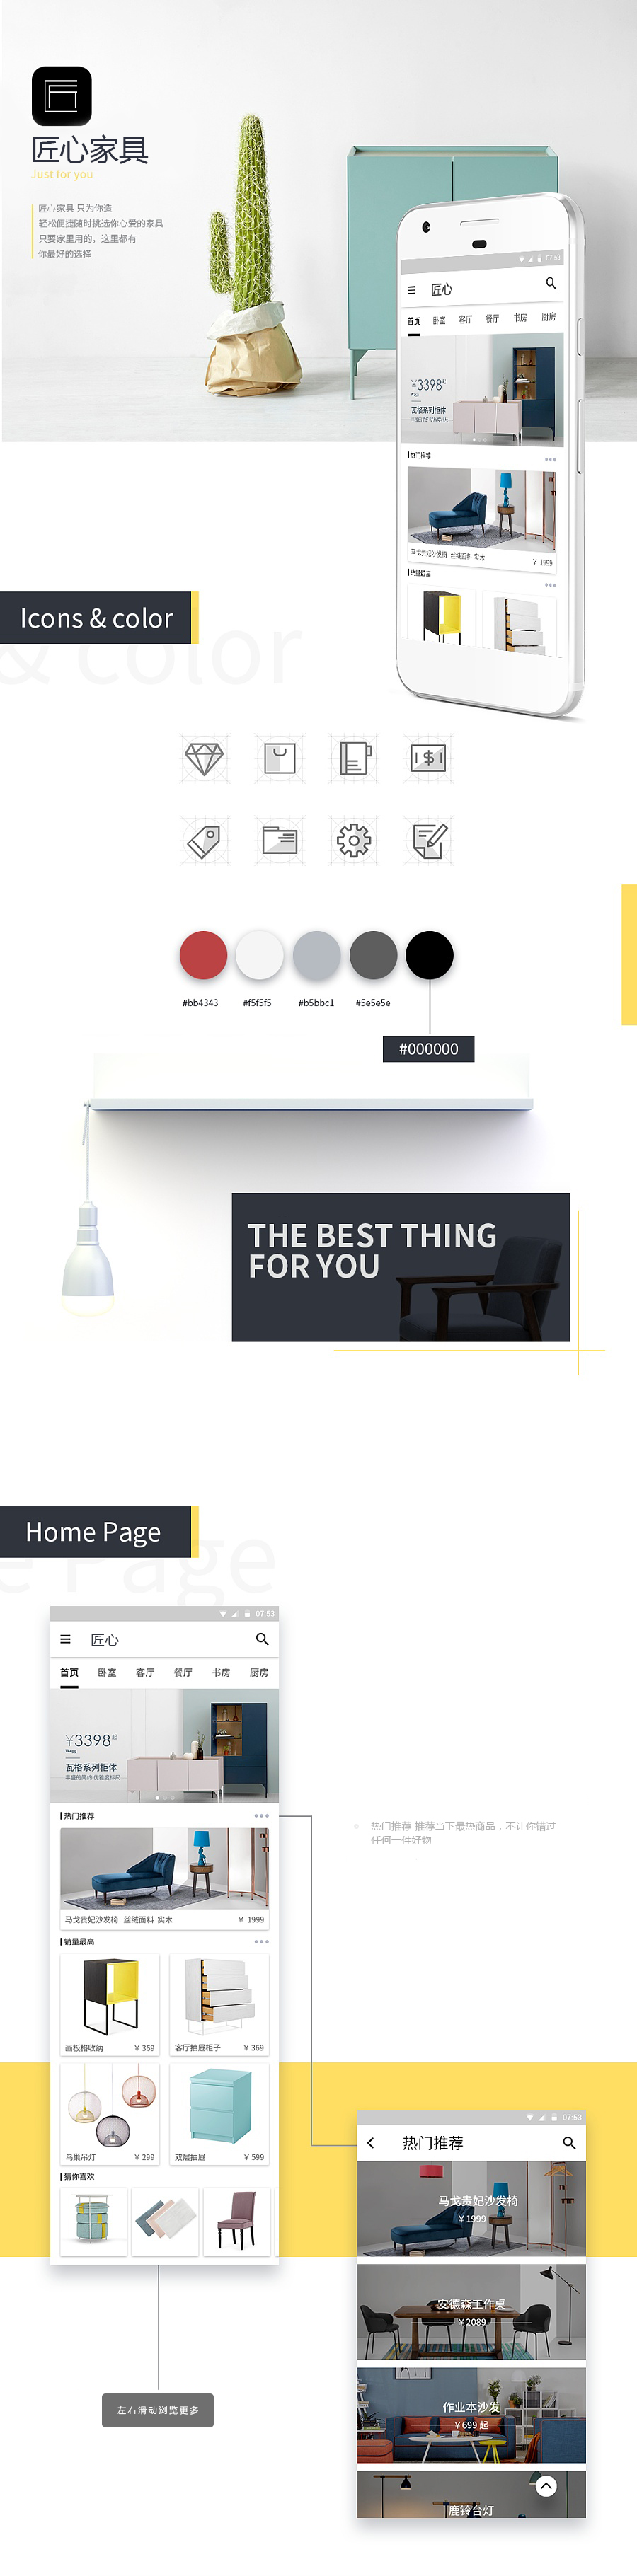 匠心家具
Just for you
匠心家具 只为你造
轻松便捷随时挑选你心爱的家具
只要家里用的，这里都有
你最好的选择
07:53
匠心
首页 卧室 客厅 餐厅 书房 厨房
¥3398起
瓦格系列柜体
热门推荐
马戈贵妃沙发椅 丝绒面料 实木 ¥ 1999
销量最高
Icons & color
& color
#bb4343 #f5f5f5 #b5bbc1 #5e5e5e
#000000
THE BEST THING
FOR YOU
Home Page
e Page
07:53
匠心
首页 卧室 客厅 餐厅 书房 厨房
¥3398起
Wagg
瓦格系列柜体
热门推荐
热门推荐 推荐当下最热商品，不让你错过
任何一件好物
马戈贵妃沙发椅 丝绒面料 实木 ¥ 1999
销量最高
画板格收纳 ¥ 369 客厅抽屉柜子 ¥ 369
鸟巢吊灯 ¥ 299 双层抽屉 ¥ 599
猜你喜欢
左右滑动浏览更多
07:53
热门推荐
马戈贵妃沙发椅
¥1999
安德森工作桌
¥2089
作业本沙发
¥699 起
鹿铃台灯